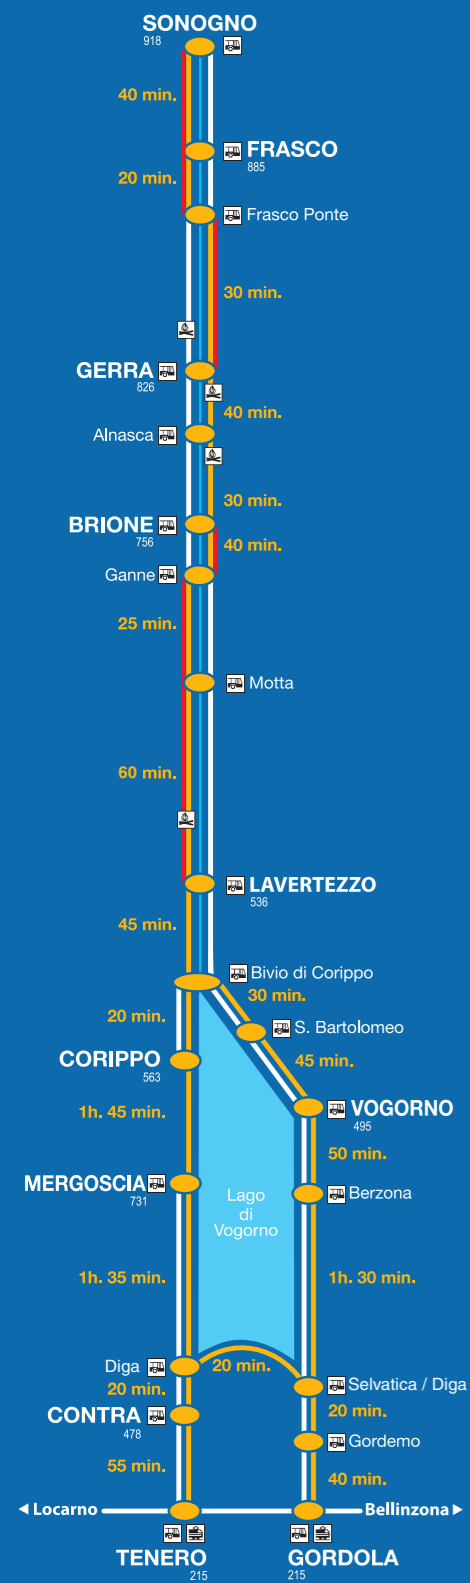 SONOGNO
918
40 min.
FRASCO
885
20 min.
Frasco Ponte
30 min.
GERRA
826
40 min.
Alnasca
30 min.
BRIONE
756
40 min.
Ganne
25 min.
Motta
60 min.
LAVERTEZZO
536
45 min.
Bivio di Corippo
30 min.
20 min.
S. Bartolomeo
CORIPPO
563
45 min.
1h. 45 min.
VOGORNO
495
50 min.
MERGOSCIA
731
Berzona
Lago
di
Vogorno
1h. 35 min.
1h. 30 min.
Diga
20 min.
20 min.
Selvatica / Diga
CONTRA
478
20 min.
Gordemo
55 min.
40 min.
Locarno
Bellinzona
TENERO
215
GORDOLA
215